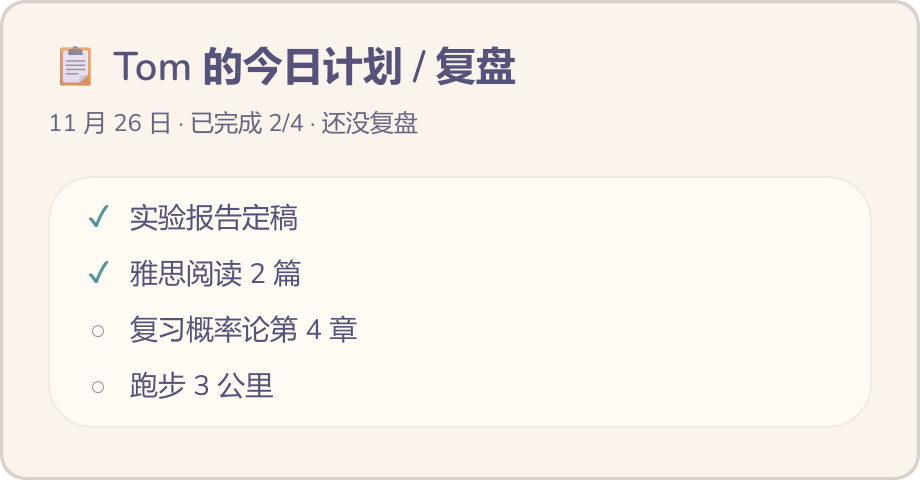 📋 Tom 的今日计划 / 复盘
11 月 26 日 · 已完成 2/4 · 还没复盘
✓ 实验报告定稿
✓ 雅思阅读 2 篇
○ 复习概率论第 4 章
○ 跑步 3 公里